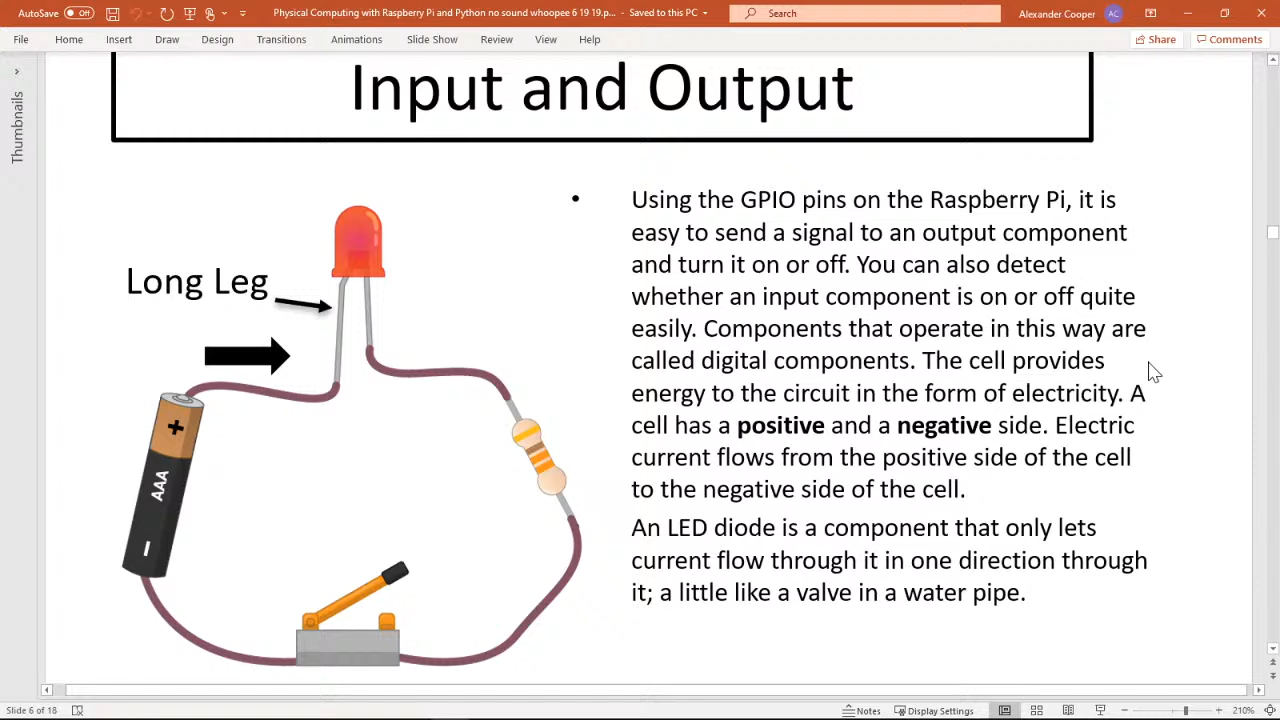 AutoSave Off Physical Computing with Raspberry Pi and Python no sound whoopee 6 19 19.p... - Saved to this PC Search Alexander Cooper AC
File Home Insert Draw Design Transitions Animations Slide Show Review View Help Share Comments
Thumbnails
Input and Output
Long Leg
+
AAA
-
• Using the GPIO pins on the Raspberry Pi, it is
easy to send a signal to an output component
and turn it on or off. You can also detect
whether an input component is on or off quite
easily. Components that operate in this way are
called digital components. The cell provides
energy to the circuit in the form of electricity. A
cell has a positive and a negative side. Electric
current flows from the positive side of the cell
to the negative side of the cell.
An LED diode is a component that only lets
current flow through it in one direction through
it; a little like a valve in a water pipe.
Slide 6 of 18 Notes Display Settings 210%